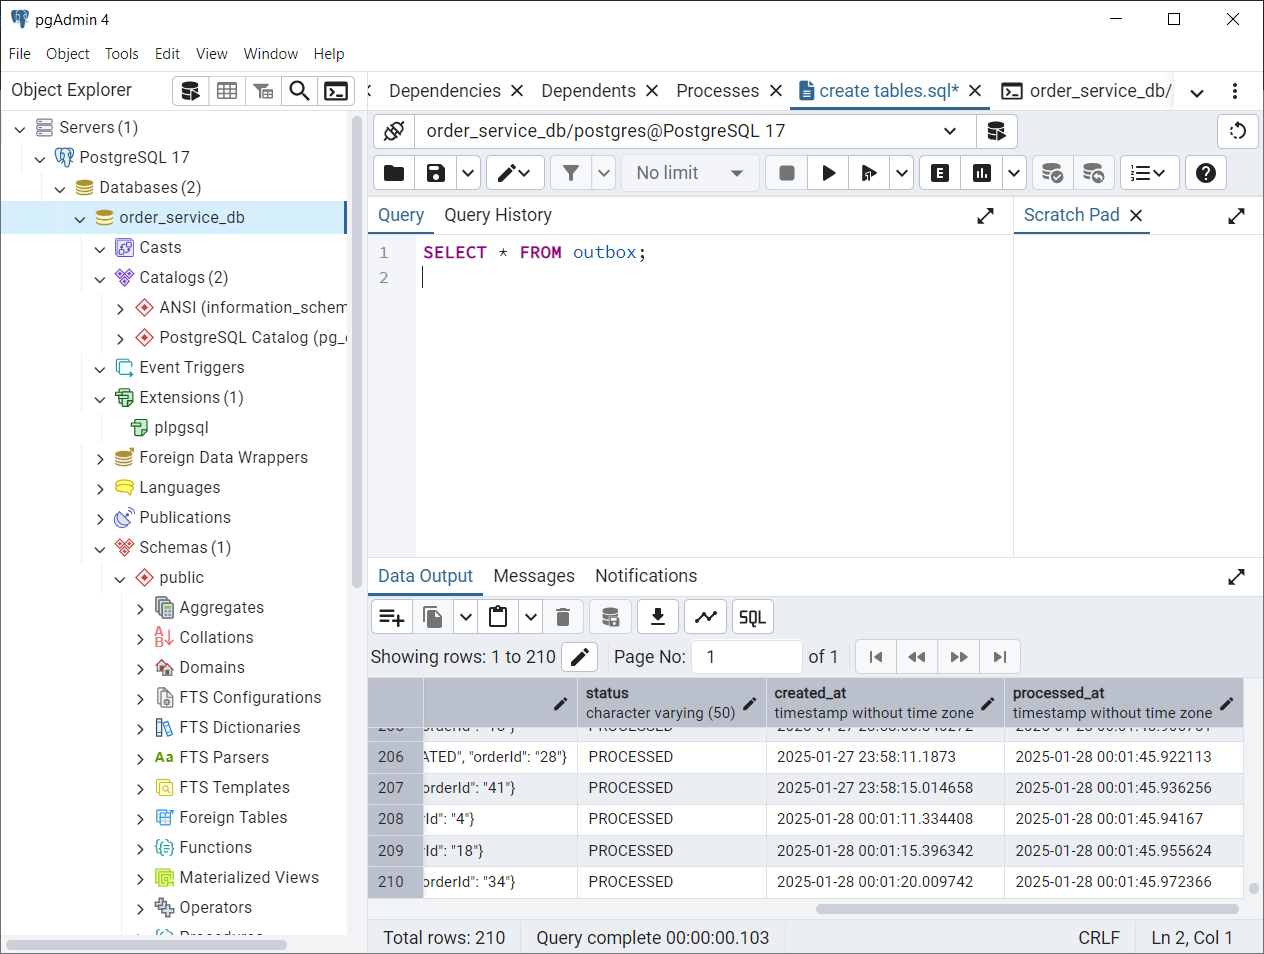 pgAdmin 4
File Object Tools Edit View Window Help
Object Explorer
Dependencies Dependents Processes create tables.sql* order_service_db/
Servers (1)
PostgreSQL 17
Databases (2)
order_service_db
Casts
Catalogs (2)
ANSI (information_schem
PostgreSQL Catalog (pg_
Event Triggers
Extensions (1)
plpgsql
Foreign Data Wrappers
Languages
Publications
Schemas (1)
public
Aggregates
Collations
Domains
FTS Configurations
FTS Dictionaries
FTS Parsers
FTS Templates
Foreign Tables
Functions
Materialized Views
Operators
order_service_db/postgres@PostgreSQL 17
No limit
Query Query History
Scratch Pad
1 SELECT * FROM outbox;
2
Data Output Messages Notifications
SQL
Showing rows: 1 to 210 Page No: 1 of 1
status created_at processed_at
character varying (50) timestamp without time zone timestamp without time zone
206 ATED", "orderId": "28"} PROCESSED 2025-01-27 23:58:11.1873 2025-01-28 00:01:45.922113
207 orderId": "41"} PROCESSED 2025-01-27 23:58:15.014658 2025-01-28 00:01:45.936256
208 rId": "4"} PROCESSED 2025-01-28 00:01:11.334408 2025-01-28 00:01:45.94167
209 rId": "18"} PROCESSED 2025-01-28 00:01:15.396342 2025-01-28 00:01:45.955624
210 orderId": "34"} PROCESSED 2025-01-28 00:01:20.009742 2025-01-28 00:01:45.972366
Total rows: 210 Query complete 00:00:00.103 CRLF Ln 2, Col 1